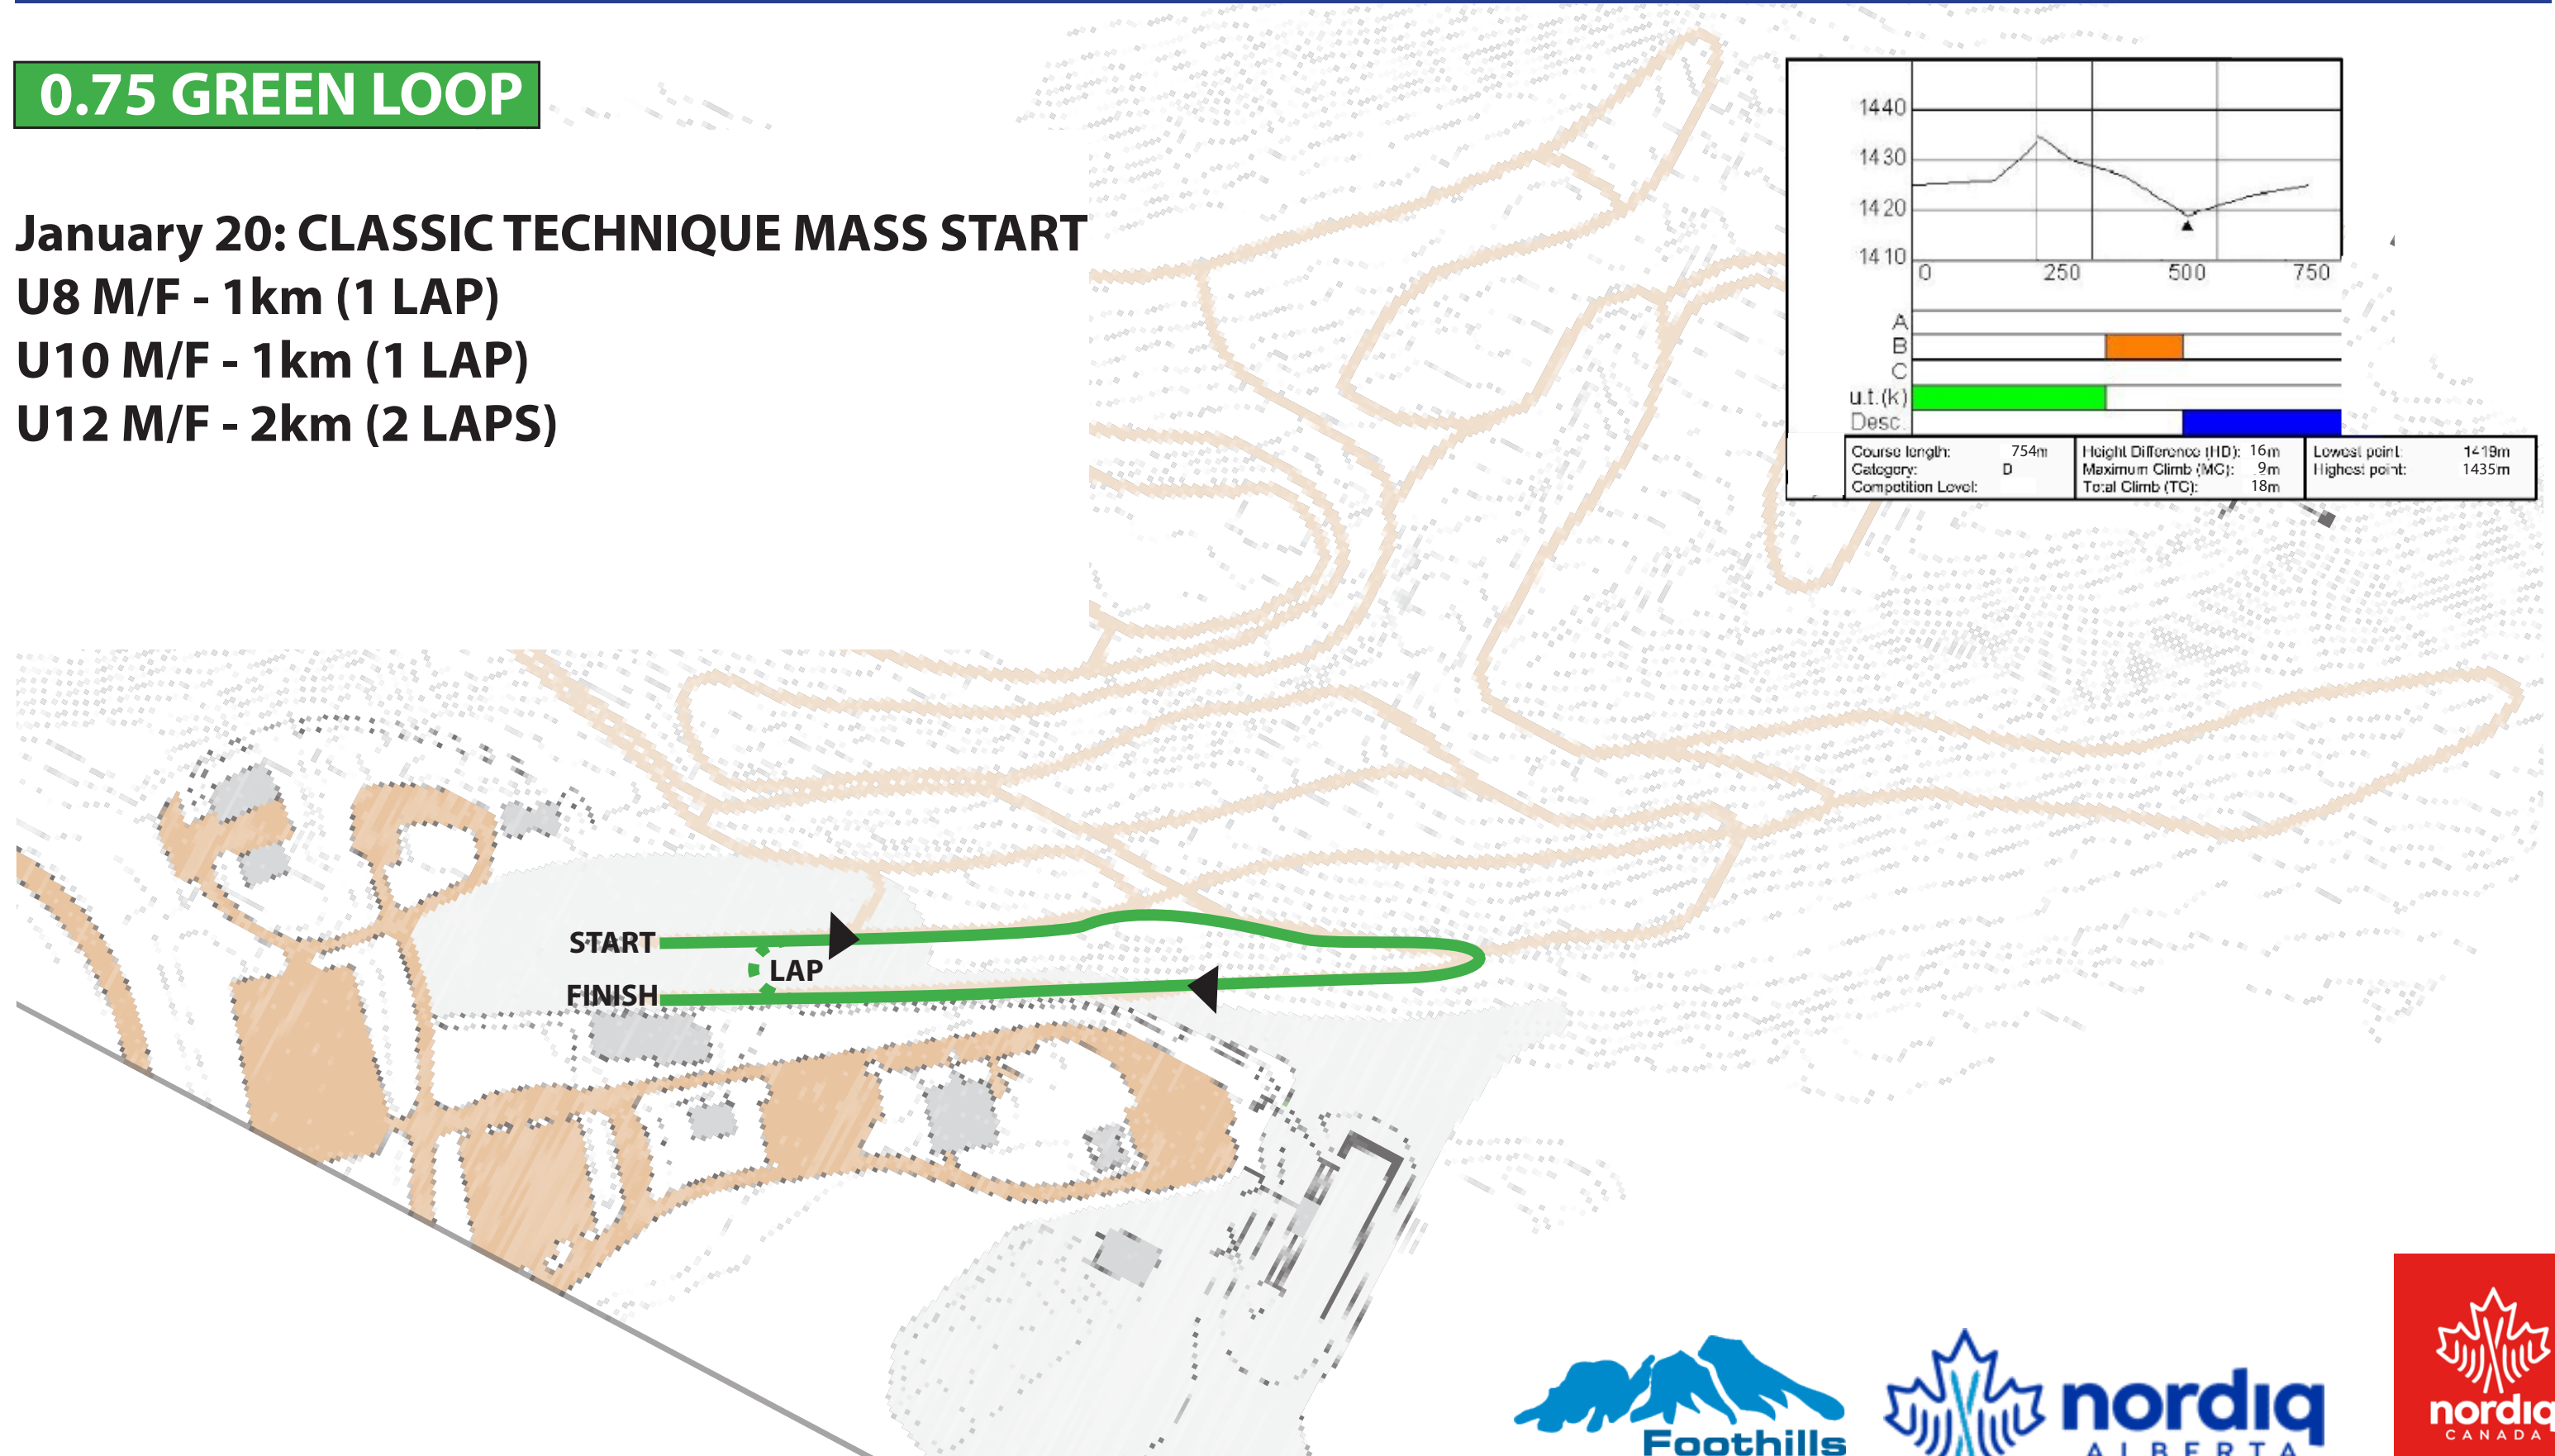 0.75 GREEN LOOP
January 20: CLASSIC TECHNIQUE MASS START
U8 M/F - 1km (1 LAP)
U10 M/F - 1km (1 LAP)
U12 M/F - 2km (2 LAPS)
1440
1430
1420
1410
0 250 500 750
A
B
C
u.t.(k)
Desc.
Course length: 754m
Category: D
Competition Level:
Height Difference (HD): 16m
Maximum Climb (MC): 9m
Total Climb (TC): 18m
Lowest point: 1419m
Highest point: 1435m
START
LAP
FINISH
Foothills
nordiq
ALBERTA
nordiq
CANADA